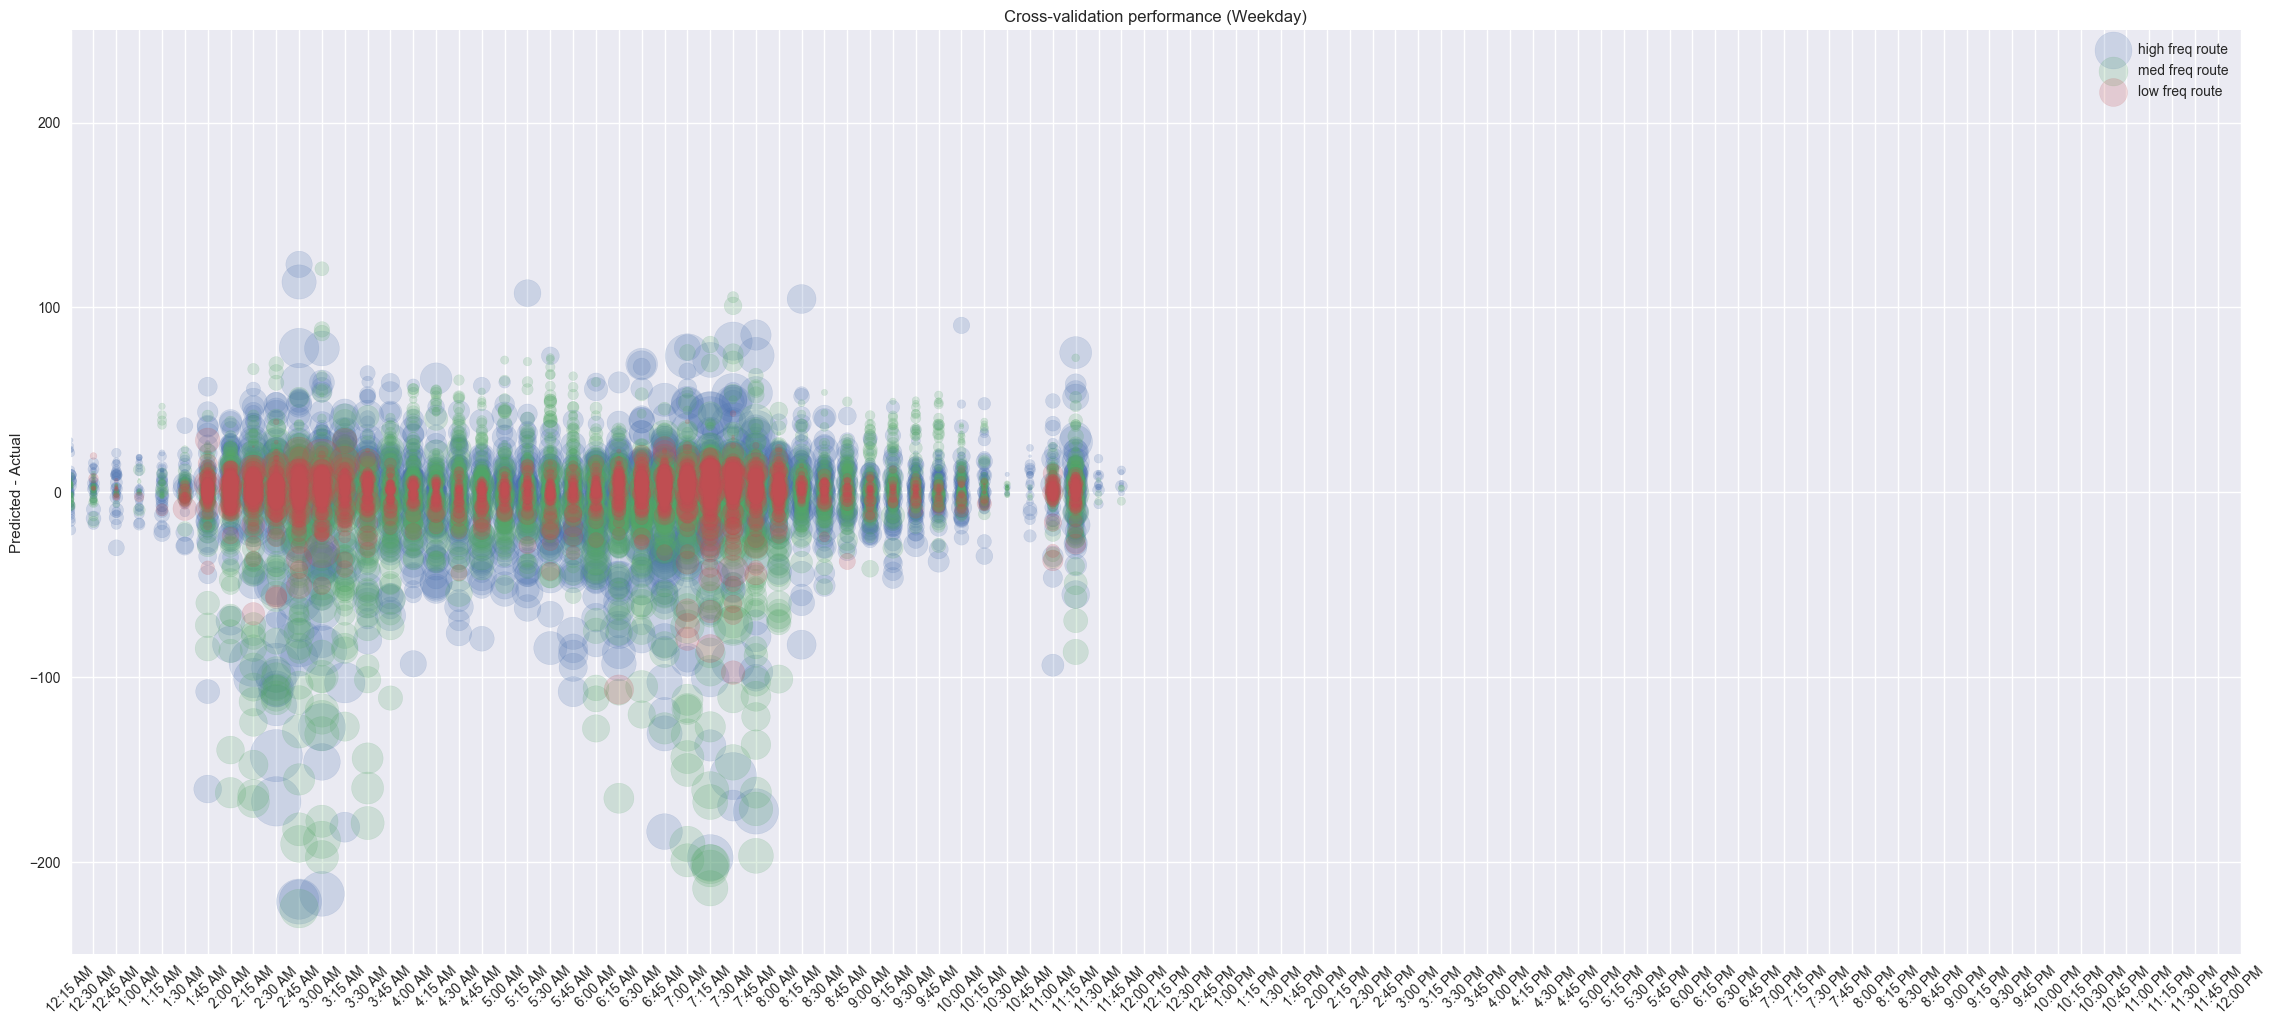 Cross-validation performance (Weekday)
high freq route
med freq route
low freq route
Predicted - Actual
200
100
0
−100
−200
12:15 AM
12:30 AM
12:45 AM
1:00 AM
1:15 AM
1:30 AM
1:45 AM
2:00 AM
2:15 AM
2:30 AM
2:45 AM
3:00 AM
3:15 AM
3:30 AM
3:45 AM
4:00 AM
4:15 AM
4:30 AM
4:45 AM
5:00 AM
5:15 AM
5:30 AM
5:45 AM
6:00 AM
6:15 AM
6:30 AM
6:45 AM
7:00 AM
7:15 AM
7:30 AM
7:45 AM
8:00 AM
8:15 AM
8:30 AM
8:45 AM
9:00 AM
9:15 AM
9:30 AM
9:45 AM
10:00 AM
10:15 AM
10:30 AM
10:45 AM
11:00 AM
11:15 AM
11:30 AM
11:45 AM
12:00 PM
12:15 PM
12:30 PM
12:45 PM
1:00 PM
1:15 PM
1:30 PM
1:45 PM
2:00 PM
2:15 PM
2:30 PM
2:45 PM
3:00 PM
3:15 PM
3:30 PM
3:45 PM
4:00 PM
4:15 PM
4:30 PM
4:45 PM
5:00 PM
5:15 PM
5:30 PM
5:45 PM
6:00 PM
6:15 PM
6:30 PM
6:45 PM
7:00 PM
7:15 PM
7:30 PM
7:45 PM
8:00 PM
8:15 PM
8:30 PM
8:45 PM
9:00 PM
9:15 PM
9:30 PM
9:45 PM
10:00 PM
10:15 PM
10:30 PM
10:45 PM
11:00 PM
11:15 PM
11:30 PM
11:45 PM
12:00 PM